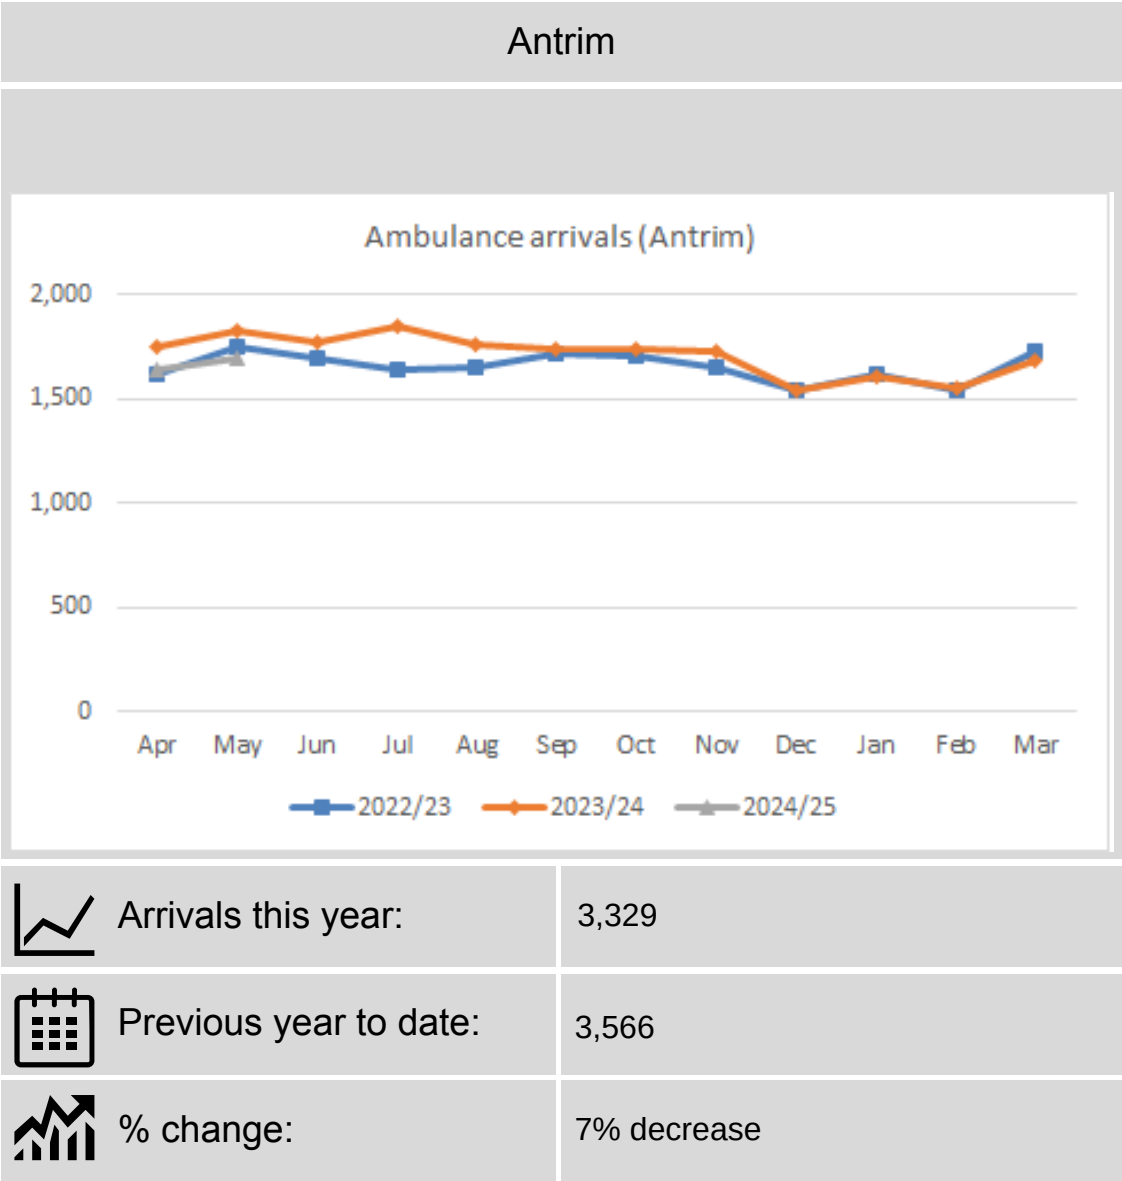 Antrim
Ambulance arrivals (Antrim)
2,000
1,500
1,000
500
0
Apr May Jun Jul Aug Sep Oct Nov Dec Jan Feb Mar
2022/23 2023/24 2024/25
Arrivals this year: 3,329
Previous year to date: 3,566
% change: 7% decrease